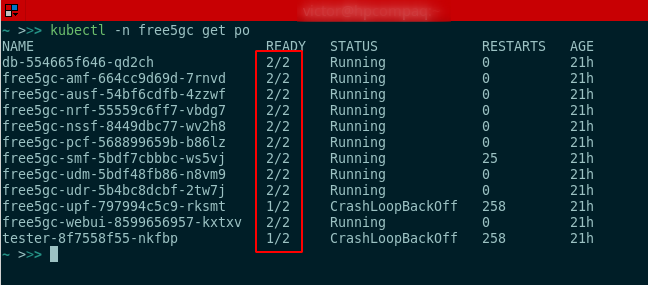 victor@hpcompaq:~
~ >>> kubectl -n free5gc get po
NAME READY STATUS RESTARTS AGE
db-554665f646-qd2ch 2/2 Running 0 21h
free5gc-amf-664cc9d69d-7rnvd 2/2 Running 0 21h
free5gc-ausf-54bf6cdfb-4zzwf 2/2 Running 0 21h
free5gc-nrf-55559c6ff7-vbdg7 2/2 Running 0 21h
free5gc-nssf-8449dbc77-wv2h8 2/2 Running 0 21h
free5gc-pcf-568899659b-b86lz 2/2 Running 0 21h
free5gc-smf-5bdf7cbbbc-ws5vj 2/2 Running 25 21h
free5gc-udm-5bdf48fb86-n8vm9 2/2 Running 0 21h
free5gc-udr-5b4bc8dcbf-2tw7j 2/2 Running 0 21h
free5gc-upf-797994c5c9-rksmt 1/2 CrashLoopBackOff 258 21h
free5gc-webui-8599656957-kxtxv 2/2 Running 0 21h
tester-8f7558f55-nkfbp 1/2 CrashLoopBackOff 258 21h
~ >>>